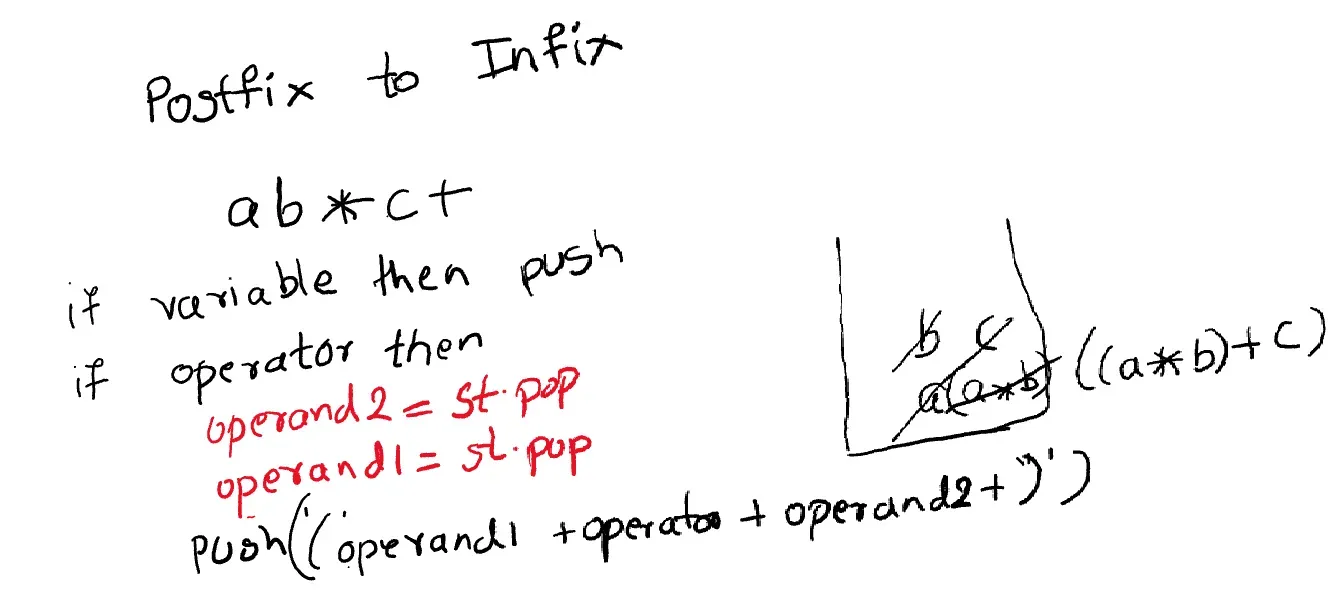 Postfix to Infix
ab*c+
if variable then push
if operator then
operand2 = st.pop
operand1 = st.pop
push('(' operand1 + operator + operand2 + ')')
b c
a (a*b) ((a*b)+c)